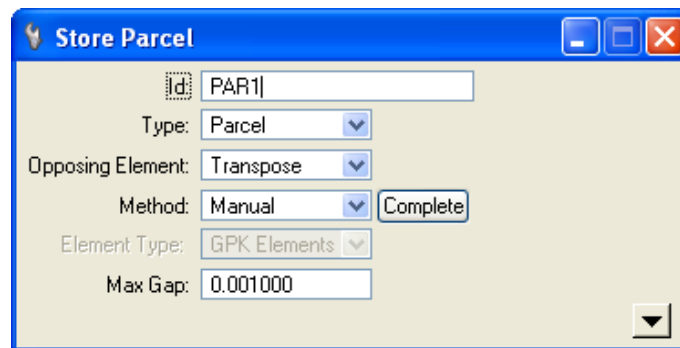 Store Parcel
Id: PAR1
Type: Parcel
Opposing Element: Transpose
Method: Manual Complete
Element Type: GPK Elements
Max Gap: 0.001000